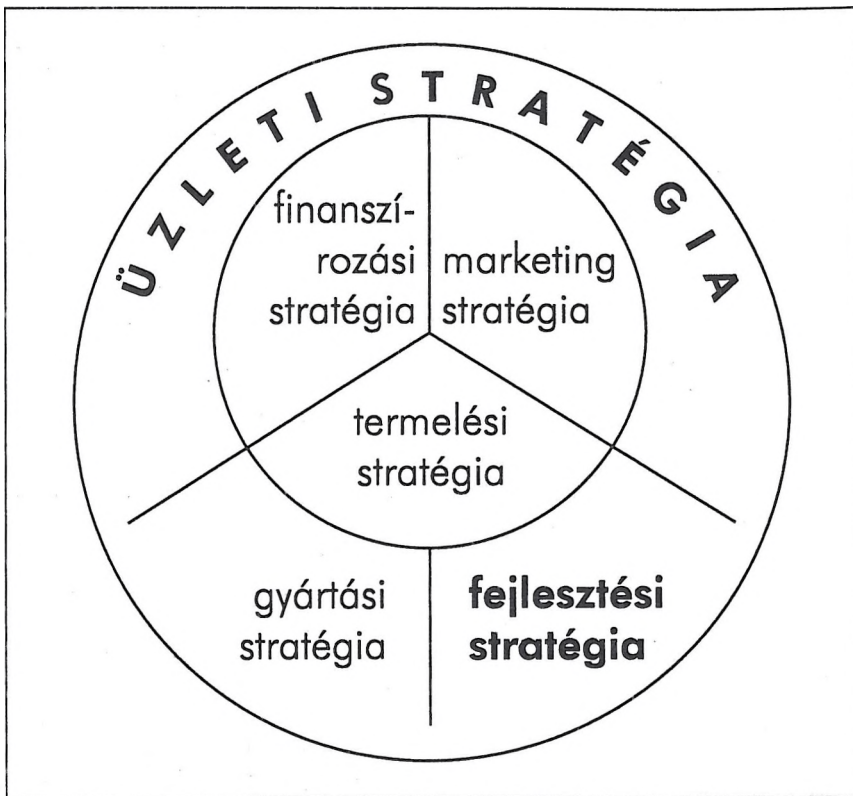 ÜZLETI STRATÉGIA
finanszí-
rozási
stratégia
marketing
stratégia
termelési
stratégia
gyártási
stratégia
fejlesztési
stratégia